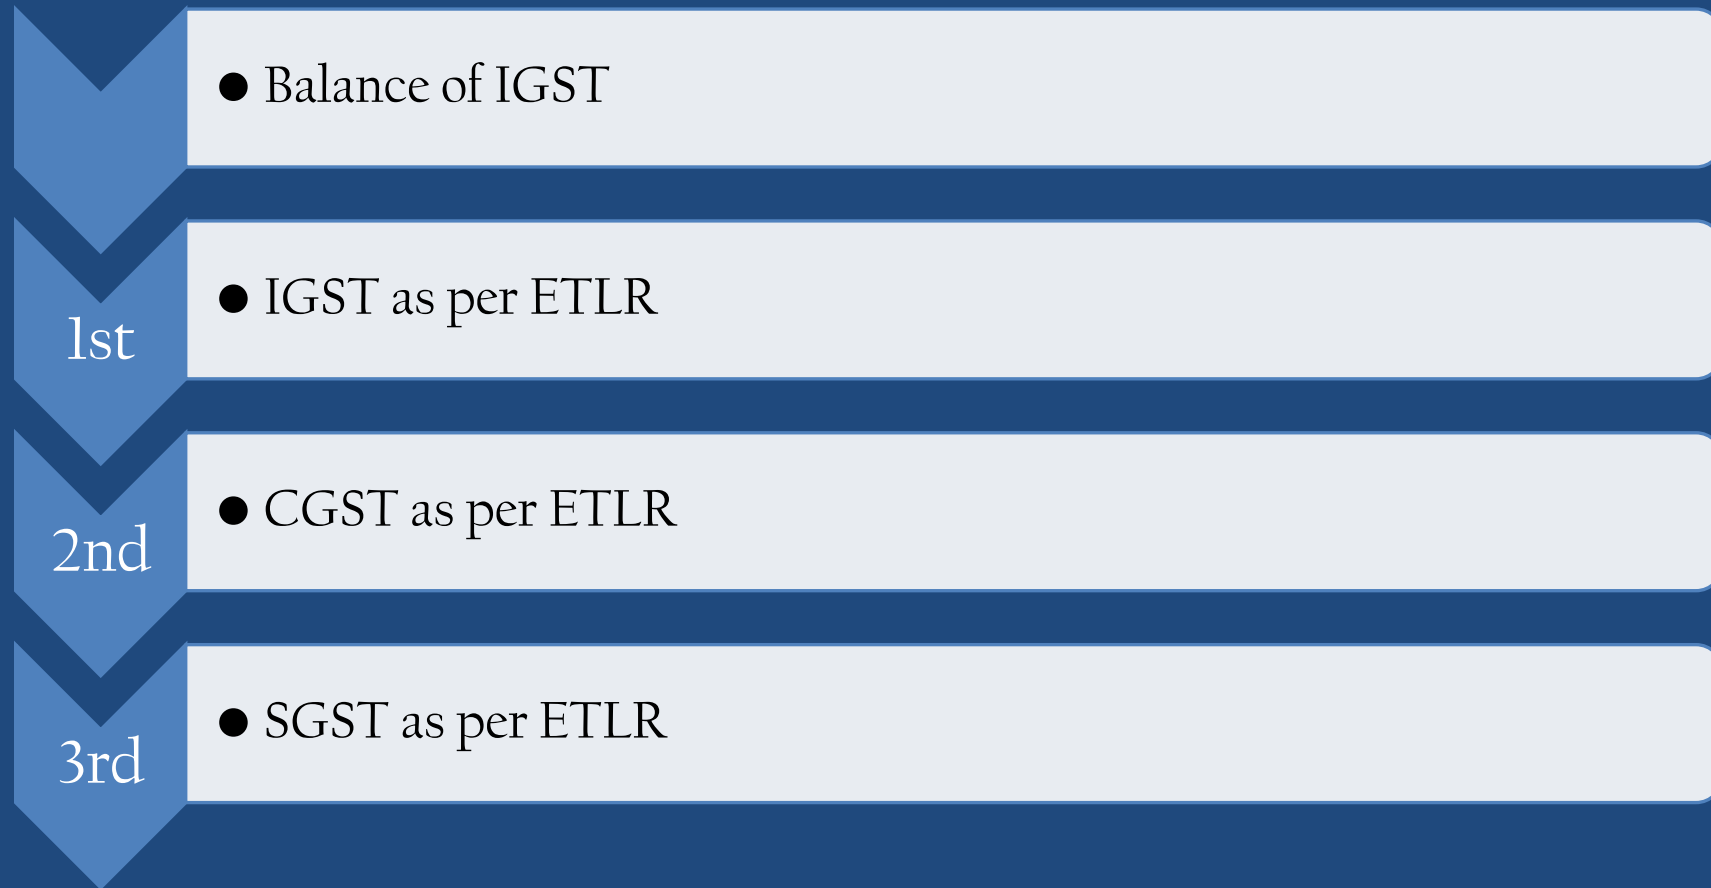 ● Balance of IGST
1st
● IGST as per ETLR
2nd
● CGST as per ETLR
3rd
● SGST as per ETLR